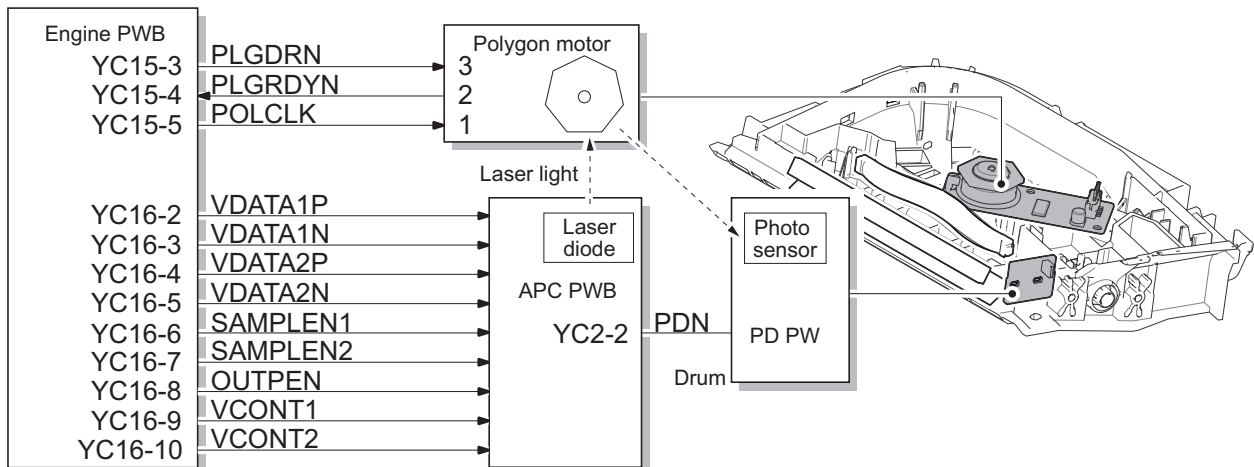 Engine PWB
YC15-3 PLGDRN
YC15-4 PLGRDYN
YC15-5 POLCLK
Polygon motor
3
2
1
Laser light
YC16-2 VDATA1P
YC16-3 VDATA1N
YC16-4 VDATA2P
YC16-5 VDATA2N
YC16-6 SAMPLEN1
YC16-7 SAMPLEN2
YC16-8 OUTPEN
YC16-9 VCONT1
YC16-10 VCONT2
Laser
diode
APC PWB
YC2-2 PDN
Photo
sensor
PD PW
Drum